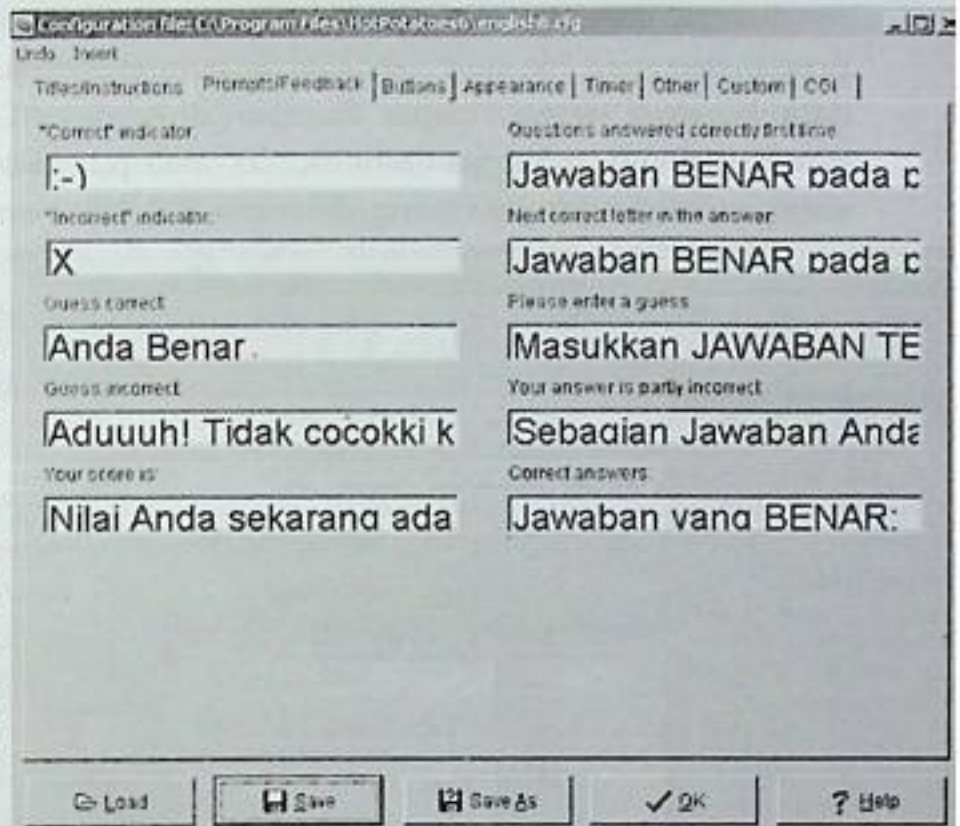 Configuration file: C:\Program Files\HotPotatoes6\english6.cfg
Undo Insert
Titles/Instructions Prompts/Feedback Buttons Appearance Timer Other Custom CGI
"Correct" indicator
:-)
"Incorrect" indicator:
X
Guess correct
Anda Benar.
Guess incorrect
Aduuuh! Tidak cocokki k
Your score is:
Nilai Anda sekarang ada
Questions answered correctly first time
Jawaban BENAR pada p
Next correct letter in the answer:
Jawaban BENAR pada p
Please enter a guess
Masukkan JAWABAN TE
Your answer is partly incorrect
Sebagian Jawaban Anda
Correct answers
Jawaban yang BENAR:
Load Save Save As OK Help